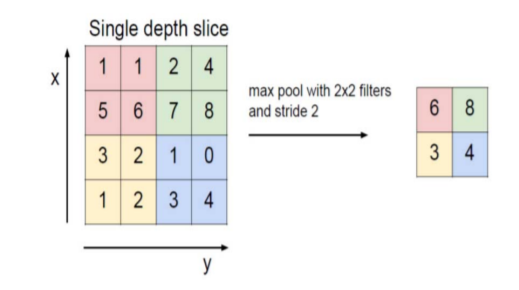 Single depth slice
x
1 1 2 4
5 6 7 8
3 2 1 0
1 2 3 4
y
max pool with 2x2 filters
and stride 2
6 8
3 4